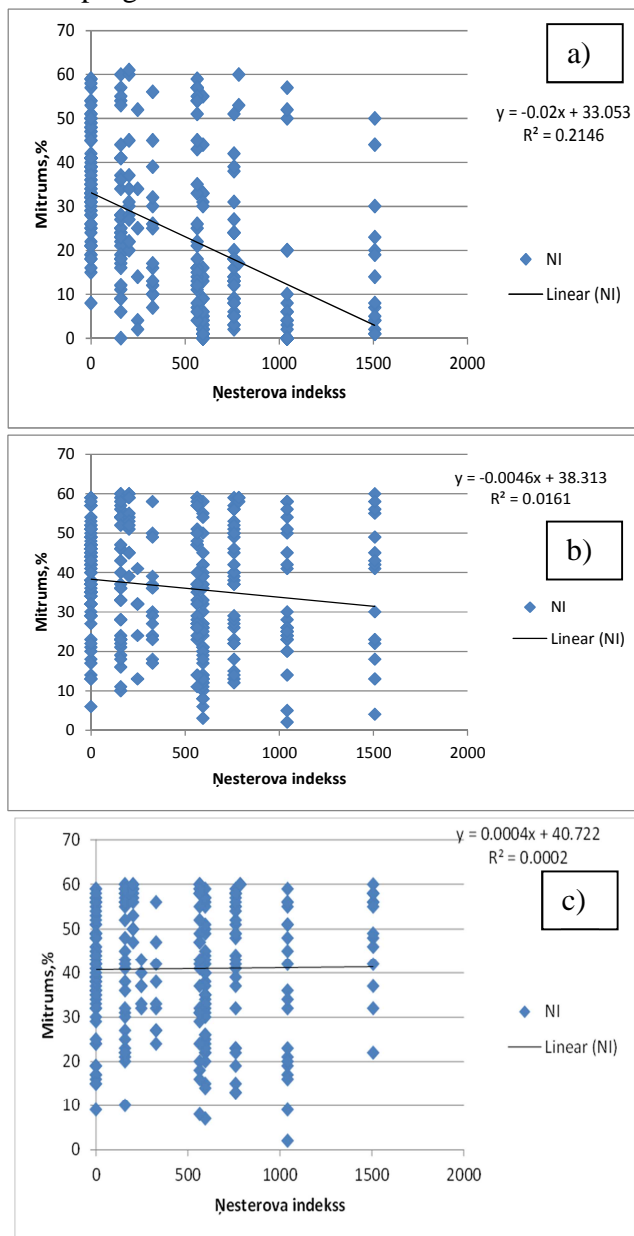 a)
y = -0.02x + 33.053
R² = 0.2146
Mitrums,%
70
60
50
40
30
20
10
0
0 500 1000 1500 2000
Ņesterova indekss
NI
Linear (NI)
b)
y = -0.0046x + 38.313
R² = 0.0161
Mitrums,%
70
60
50
40
30
20
10
0
0 500 1000 1500 2000
Ņesterova indekss
NI
Linear (NI)
c)
y = 0.0004x + 40.722
R² = 0.0002
Mitrums,%
70
60
50
40
30
20
10
0
0 500 1000 1500 2000
Ņesterova indekss
NI
Linear (NI)